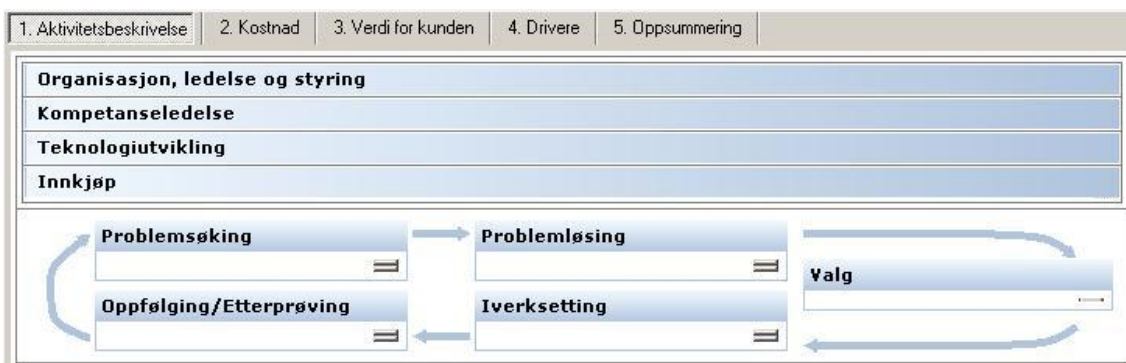 1. Aktivitetsbeskrivelse 2. Kostnad 3. Verdi for kunden 4. Drivere 5. Oppsummering
Organisasjon, ledelse og styring
Kompetanseledelse
Teknologiutvikling
Innkjøp
Problemsøking Problemløsing
Valg
Oppfølging/Etterprøving Iverksetting